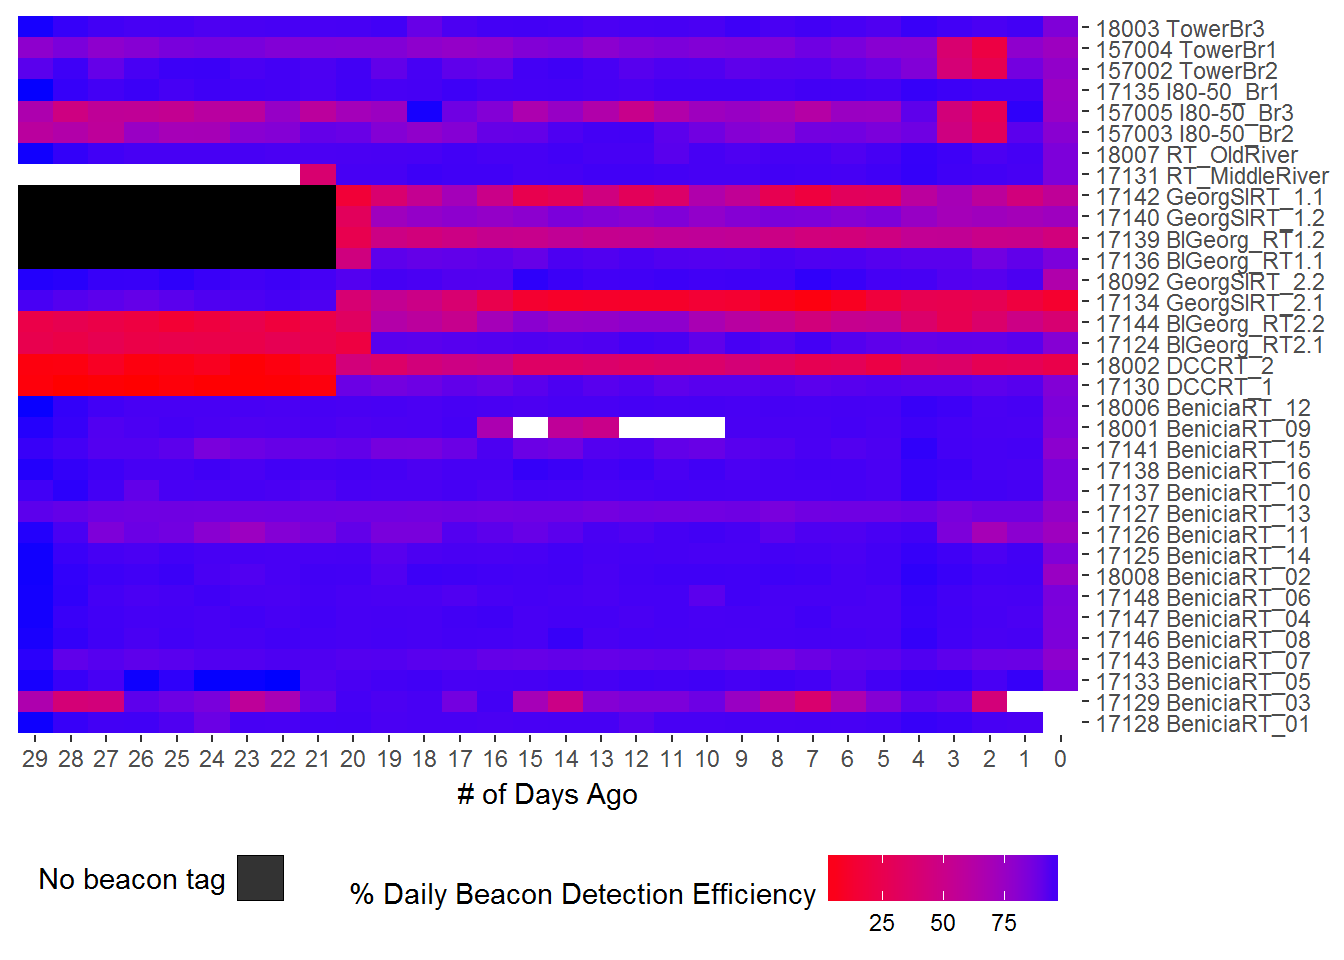 18003 TowerBr3
157004 TowerBr1
157002 TowerBr2
17135 I80-50_Br1
157005 I80-50_Br3
157003 I80-50_Br2
18007 RT_OldRiver
17131 RT_MiddleRiver
17142 GeorgSlRT_1.1
17140 GeorgSlRT_1.2
17139 BlGeorg_RT1.2
17136 BlGeorg_RT1.1
18092 GeorgSlRT_2.2
17134 GeorgSlRT_2.1
17144 BlGeorg_RT2.2
17124 BlGeorg_RT2.1
18002 DCCRT_2
17130 DCCRT_1
18006 BeniciaRT_12
18001 BeniciaRT_09
17141 BeniciaRT_15
17138 BeniciaRT_16
17137 BeniciaRT_10
17127 BeniciaRT_13
17126 BeniciaRT_11
17125 BeniciaRT_14
18008 BeniciaRT_02
17148 BeniciaRT_06
17147 BeniciaRT_04
17146 BeniciaRT_08
17143 BeniciaRT_07
17133 BeniciaRT_05
17129 BeniciaRT_03
17128 BeniciaRT_01
29 28 27 26 25 24 23 22 21 20 19 18 17 16 15 14 13 12 11 10 9 8 7 6 5 4 3 2 1 0
# of Days Ago
No beacon tag
% Daily Beacon Detection Efficiency
25 50 75